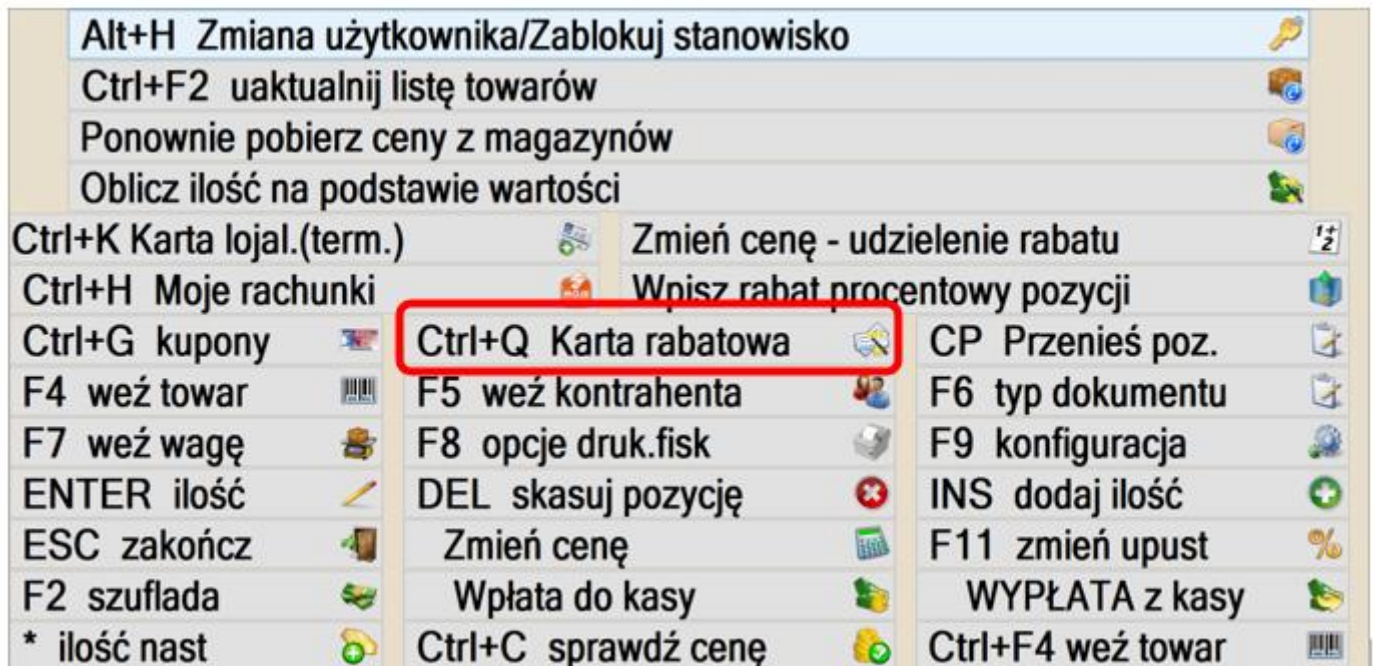 Alt+H Zmiana użytkownika/Zablokuj stanowisko
Ctrl+F2 uaktualnij listę towarów
Ponownie pobierz ceny z magazynów
Oblicz ilość na podstawie wartości
Ctrl+K Karta lojal.(term.) Zmień cenę - udzielenie rabatu
Ctrl+H Moje rachunki Wpisz rabat procentowy pozycji
Ctrl+G kupony Ctrl+Q Karta rabatowa CP Przenieś poz.
F4 weź towar F5 weź kontrahenta F6 typ dokumentu
F7 weź wagę F8 opcje druk.fisk F9 konfiguracja
ENTER ilość DEL skasuj pozycję INS dodaj ilość
ESC zakończ Zmień cenę F11 zmień upust
F2 szuflada Wpłata do kasy WYPŁATA z kasy
* ilość nast Ctrl+C sprawdź cenę Ctrl+F4 weź towar